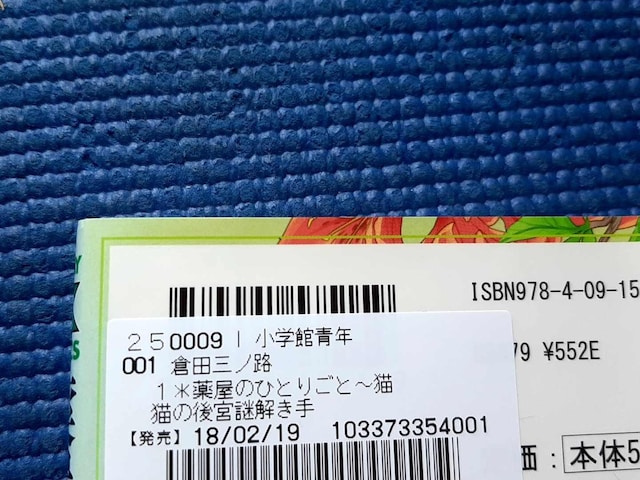 ISBN978-4-09-15
79 ¥552E
２５0009 | 小学館青年
001 倉田三ノ路
１＊薬屋のひとりごと～猫
猫の後宮謎解き手
【発売】 18/02/19 103373354001
価：本体5